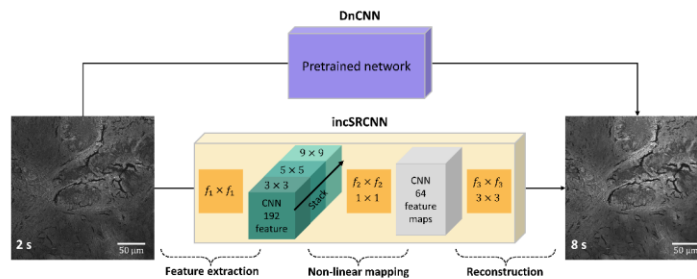 DnCNN
Pretrained network
incSRCNN
f₁ × f₁
9 × 9
5 × 5
3 × 3
CNN
192
feature
Stack
f₂ × f₂
1 × 1
CNN
64
feature
maps
f₃ × f₃
3 × 3
2 s
50 μm
8 s
50 μm
Feature extraction
Non-linear mapping
Reconstruction